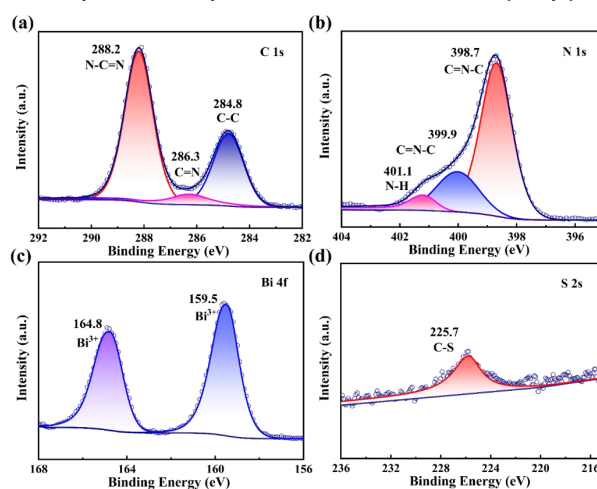 (a)
C 1s
288.2
N-C=N
284.8
C-C
286.3
C=N
Intensity (a.u.)
292 290 288 286 284 282
Binding Energy (eV)
(b)
N 1s
398.7
C=N-C
399.9
C=N-C
401.1
N-H
Intensity (a.u.)
404 402 400 398 396
Binding Energy (eV)
(c)
Bi 4f
159.5
Bi³⁺
164.8
Bi³⁺
Intensity (a.u.)
168 164 160 156
Binding Energy (eV)
(d)
S 2s
225.7
C-S
Intensity (a.u.)
236 232 228 224 220 216
Binding Energy (eV)